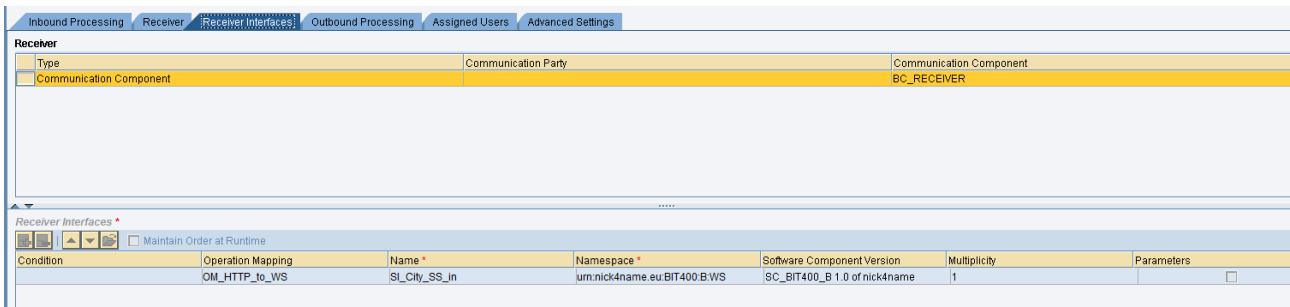 Inbound Processing Receiver Receiver Interfaces Outbound Processing Assigned Users Advanced Settings
Receiver
Type Communication Party Communication Component
Communication Component BC_RECEIVER
Receiver Interfaces *
Maintain Order at Runtime
Condition Operation Mapping Name * Namespace * Software Component Version Multiplicity Parameters
OM_HTTP_to_WS SI_City_SS_in urn:nick4name.eu:BIT400:B:WS SC_BIT400_B 1.0 of nick4name 1